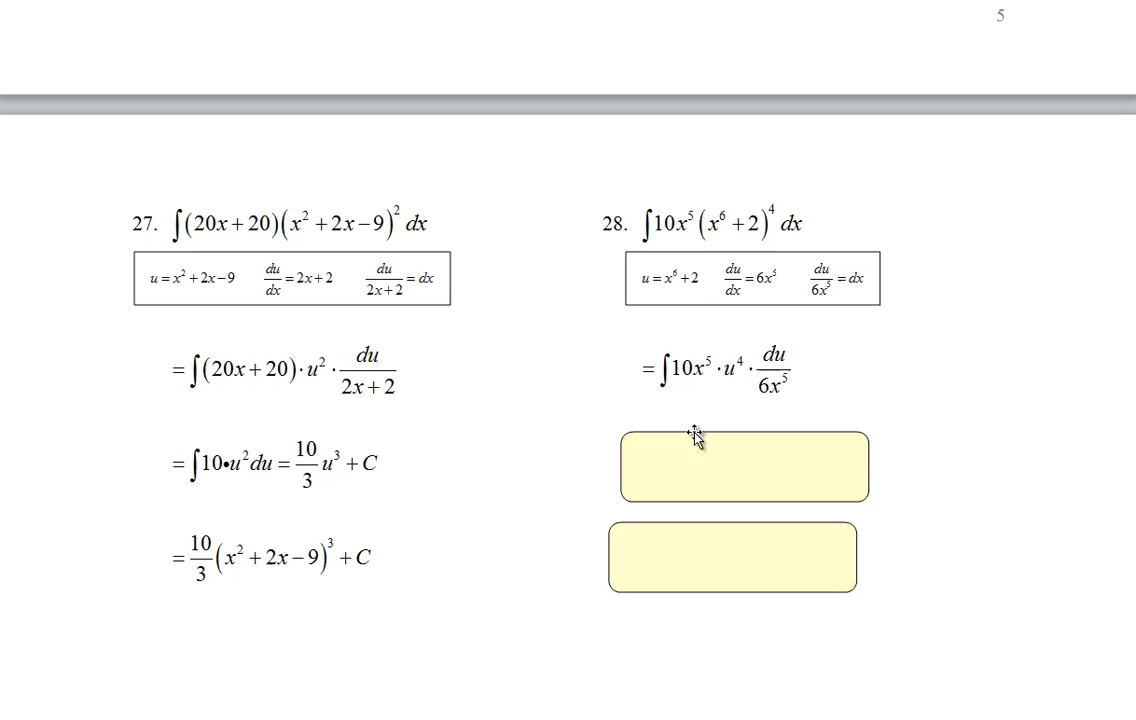 5
27. ∫(20x+20)(x²+2x−9)² dx
u=x²+2x−9 du/dx=2x+2 du/(2x+2)=dx
=∫(20x+20)·u²·du/(2x+2)
=∫10•u²du=10/3 u³+C
=10/3(x²+2x−9)³+C
28. ∫10x⁵(x⁶+2)⁴ dx
u=x⁶+2 du/dx=6x⁵ du/6x⁵=dx
=∫10x⁵·u⁴·du/6x⁵